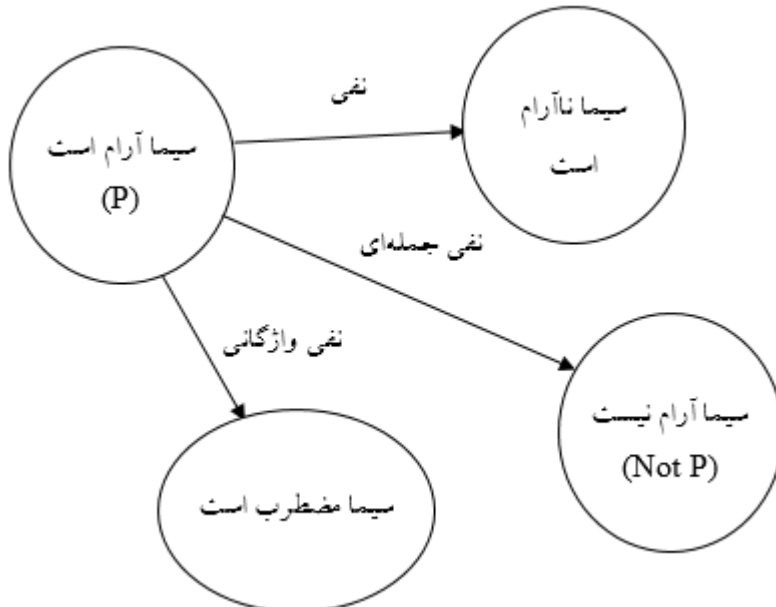 سیما آرام است
(P)
نفی
سیما ناآرام
است
نفی جمله‌ای
نفی واژگانی
سیما آرام نیست
(Not P)
سیما مضطرب است